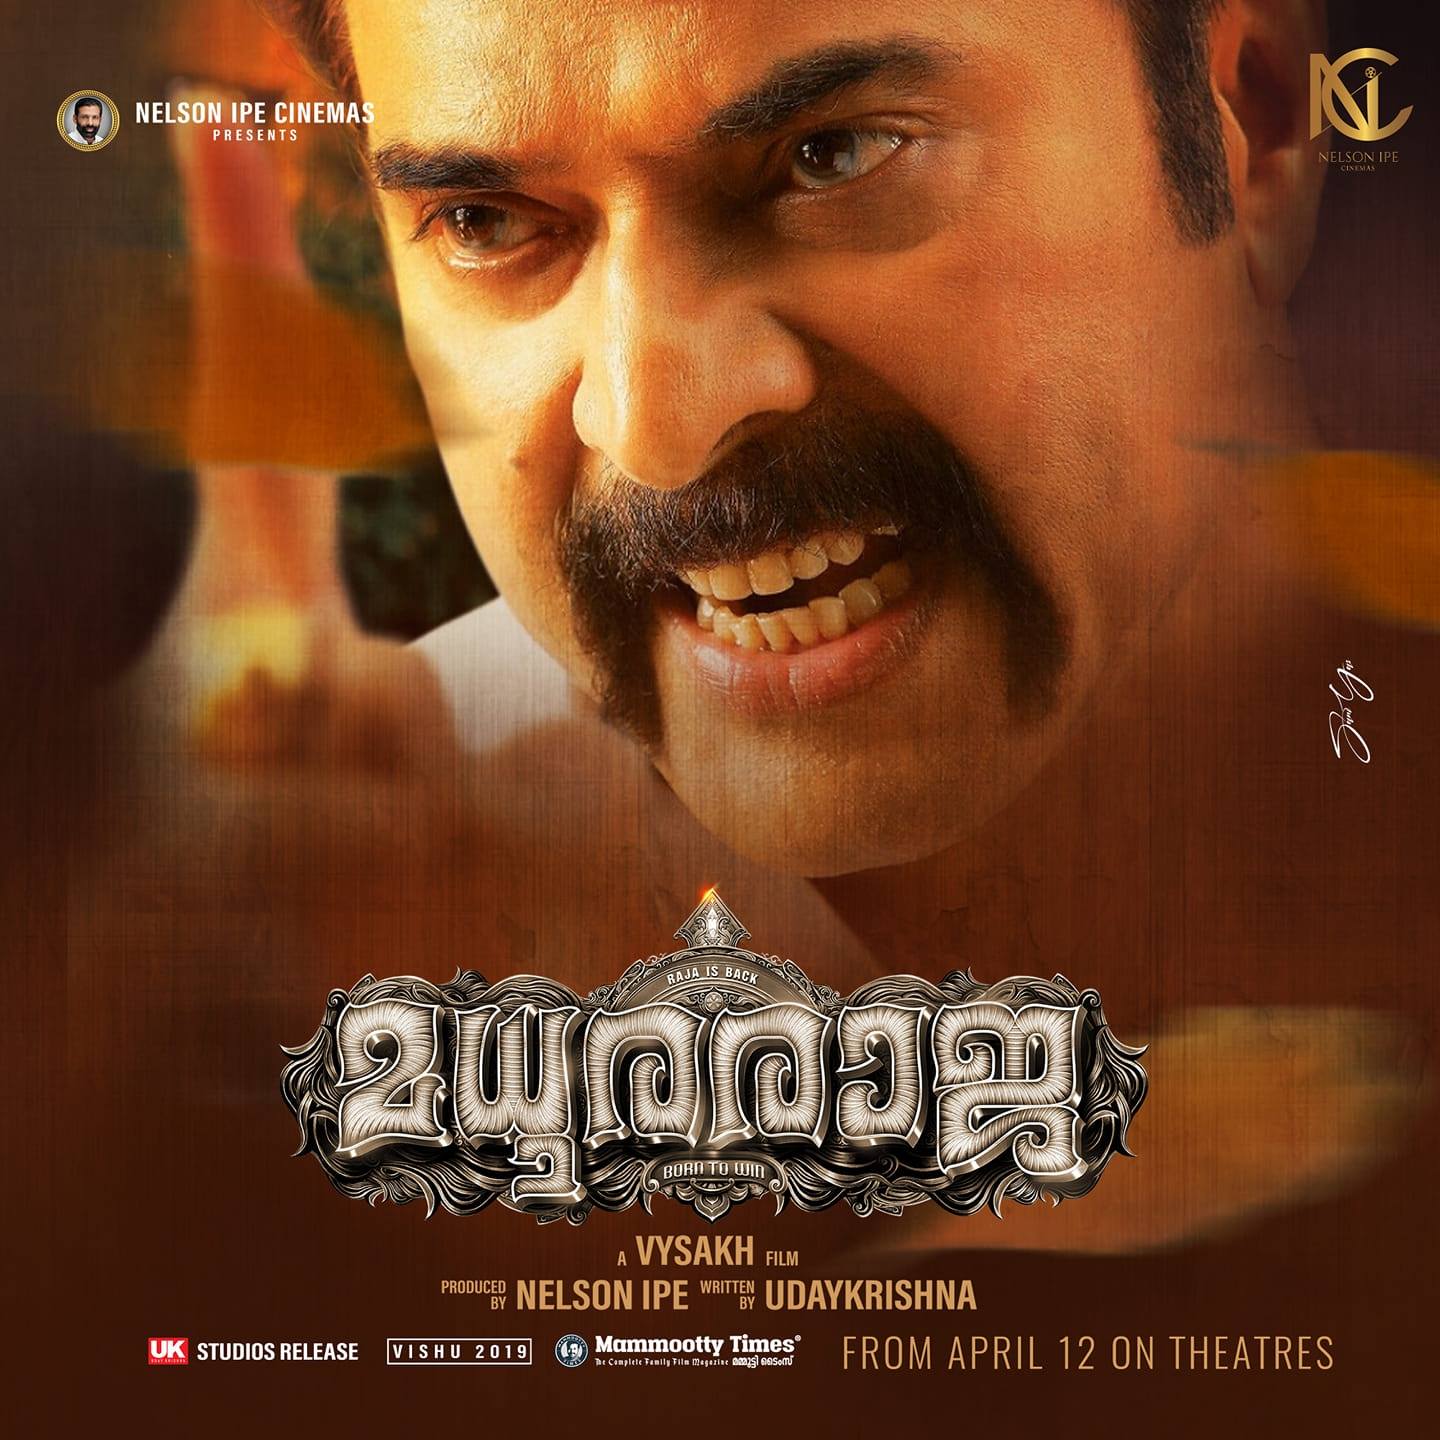 NELSON IPE CINEMAS
PRESENTS
NELSON IPE
CINEMAS
RAJA IS BACK
മധുരരാജ
BORN TO WIN
A VYSAKH FILM
PRODUCED BY NELSON IPE WRITTEN BY UDAYKRISHNA
UK STUDIOS RELEASE
VISHU 2019
Mammootty Times®
The Complete Family Film Magazine മമ്മൂട്ടി ടൈംസ്
FROM APRIL 12 ON THEATRES